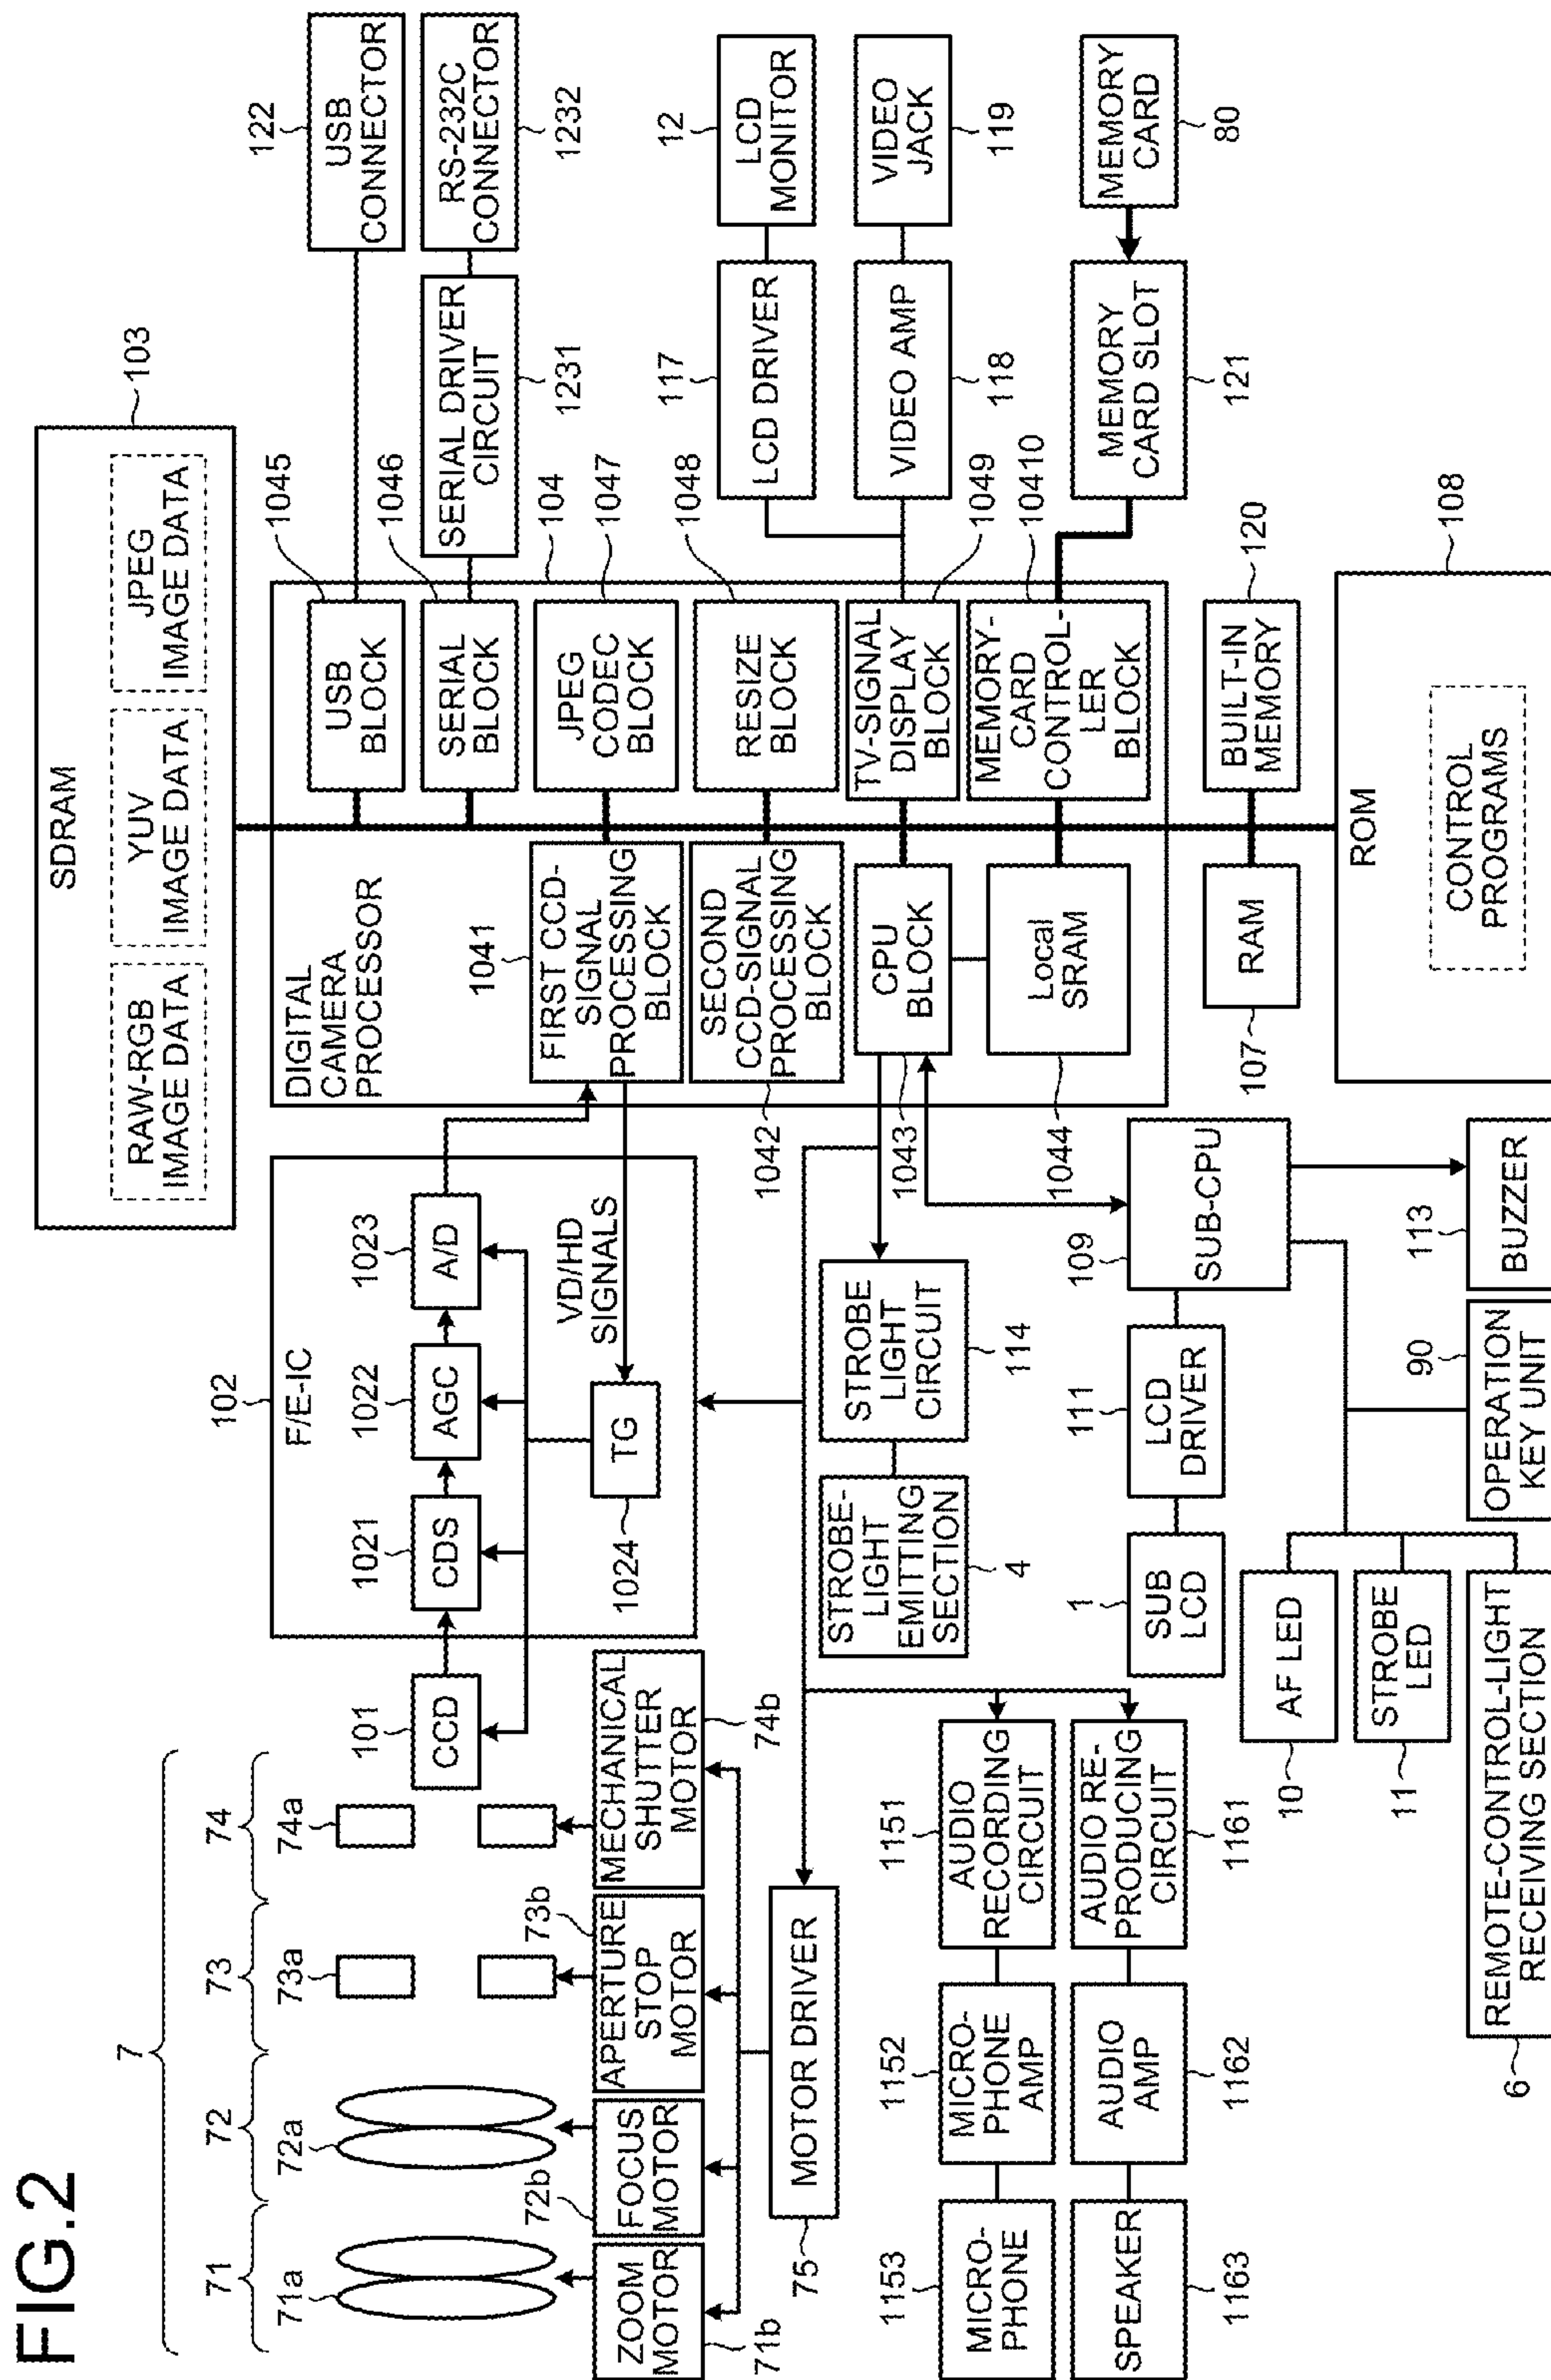 FIG.2
7
71
72
73
74
71a
72a
73a
74a
101
CCD
ZOOM
MOTOR
71b
FOCUS
MOTOR
72b
APERTURE
STOP
MOTOR
73b
MECHANICAL
SHUTTER
MOTOR
74b
MOTOR DRIVER
75
102
F/E-IC
1021
CDS
1022
AGC
1023
A/D
TG
1024
VD/HD
SIGNALS
SDRAM
103
RAW-RGB
IMAGE DATA
YUV
IMAGE DATA
JPEG
IMAGE DATA
DIGITAL
CAMERA
PROCESSOR
104
1041
FIRST CCD-
SIGNAL
PROCESSING
BLOCK
SECOND
CCD-SIGNAL
PROCESSING
BLOCK
1042
CPU
BLOCK
1043
Local
SRAM
1044
USB
BLOCK
1045
SERIAL
BLOCK
1046
JPEG
CODEC
BLOCK
1047
RESIZE
BLOCK
1048
TV-SIGNAL
DISPLAY
BLOCK
1049
MEMORY-
CARD
CONTROL-
LER
BLOCK
10410
122
USB
CONNECTOR
SERIAL DRIVER
CIRCUIT
1231
RS-232C
CONNECTOR
1232
117
LCD DRIVER
12
LCD
MONITOR
VIDEO AMP
118
VIDEO
JACK
119
MEMORY
CARD SLOT
121
MEMORY
CARD
80
STROBE-
LIGHT
EMITTING
SECTION
4
STROBE
LIGHT
CIRCUIT
114
1153
MICRO-
PHONE
1152
MICRO-
PHONE
AMP
1151
AUDIO
RECORDING
CIRCUIT
SPEAKER
1163
AUDIO
AMP
1162
AUDIO RE-
PRODUCING
CIRCUIT
1161
1
SUB
LCD
111
LCD
DRIVER
109
SUB-CPU
AF LED
10
STROBE
LED
11
REMOTE-CONTROL-LIGHT
RECEIVING SECTION
6
90
OPERATION
KEY UNIT
113
BUZZER
RAM
107
BUILT-IN
MEMORY
120
ROM
108
CONTROL
PROGRAMS